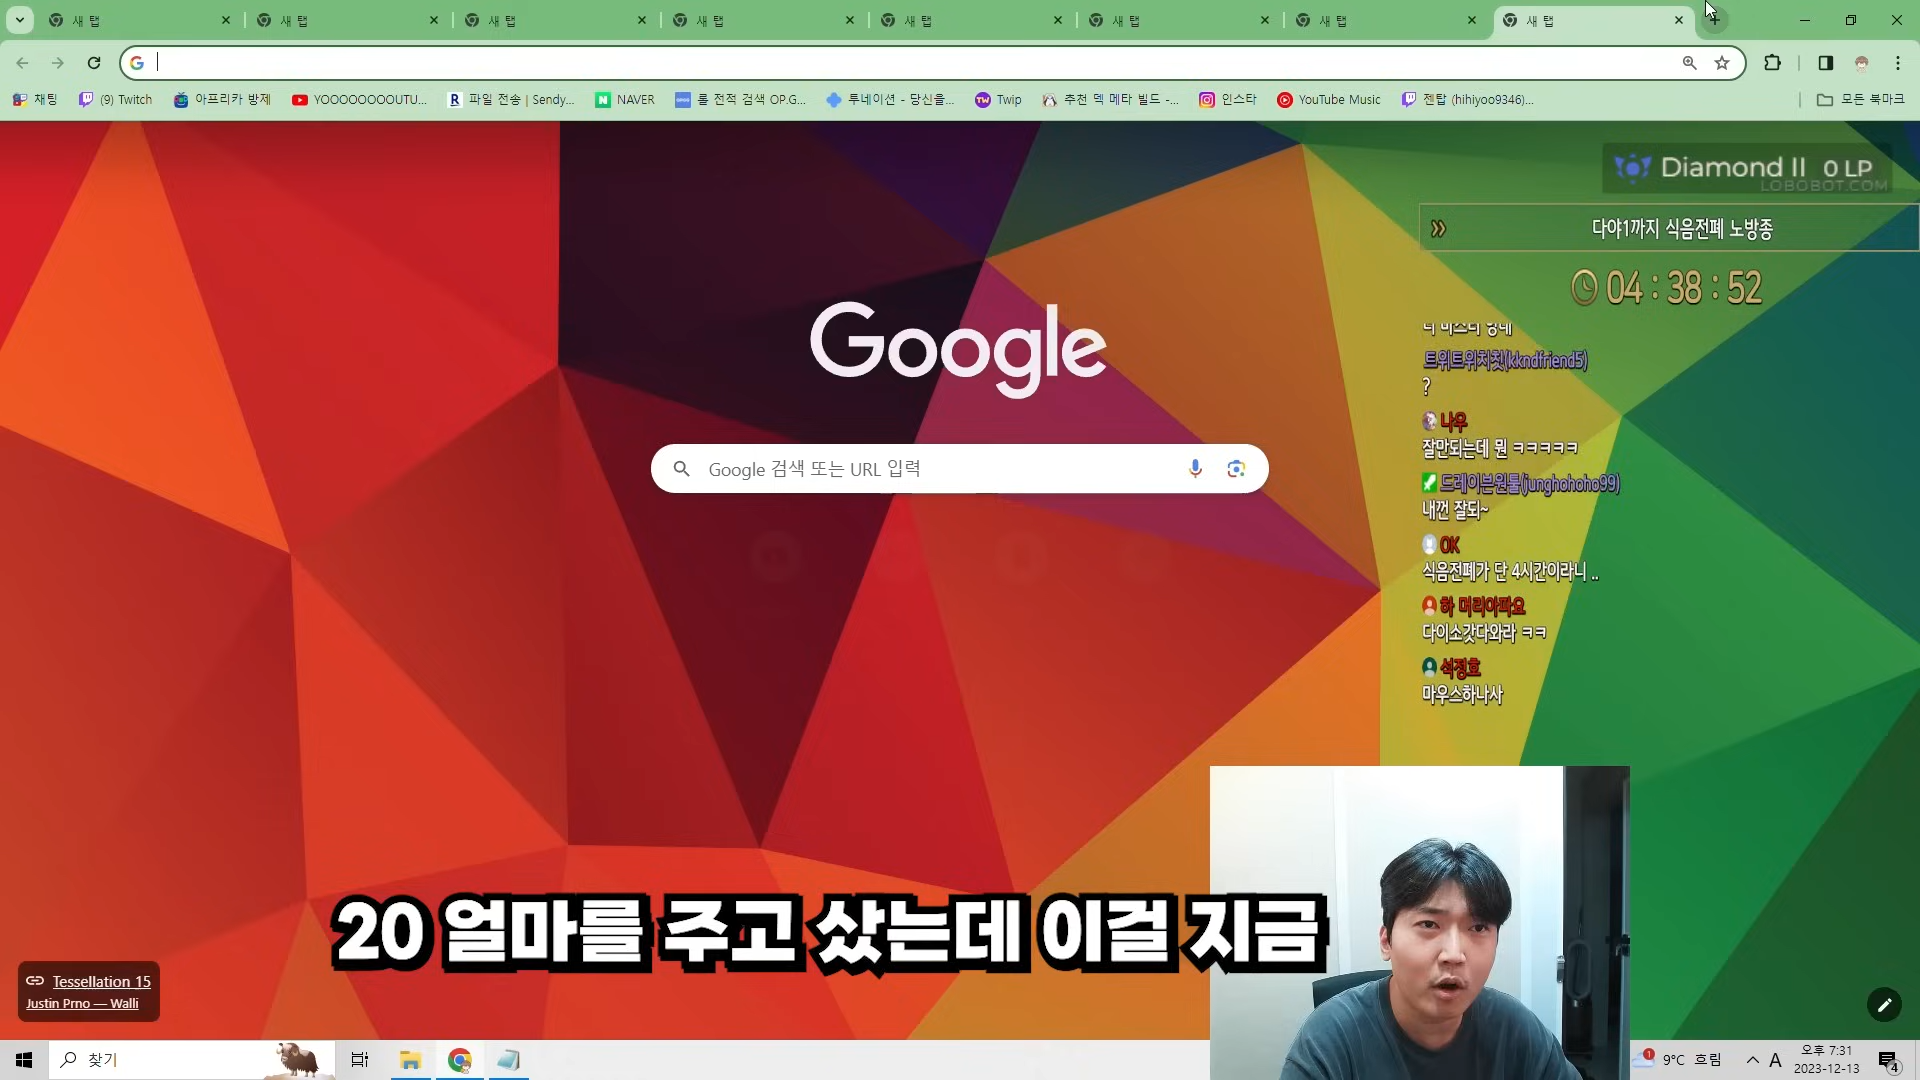 새 탭
새 탭
새 탭
새 탭
새 탭
새 탭
새 탭
새 탭
채팅
(9) Twitch
아프리카 방제
YOOOOOOOOUTU...
파일 전송 | Sendy...
NAVER
롤 전적 검색 OP.G...
투네이션 - 당신을...
Twip
추천 덱 메타 빌드 -...
인스타
YouTube Music
젠탑 (hihiyoo9346)...
모든 북마크
Diamond II 0 LP
LOBOBOT.COM
다야1까지 식음전폐 노방종
04 : 38 : 52
트위트위치칫(kkndfriend5)
?
나우
잘만되는데 뭔 ㅋㅋㅋㅋㅋ
드레이븐원툴(junghohoho99)
내껀 잘되~
OK
식음전폐가 단 4시간이라니 ..
하 머리아파요
다이소갓다와라 ㅋㅋ
석정호
마우스하나사
Google
Google 검색 또는 URL 입력
20 얼마를 주고 샀는데 이걸 지금
Tessellation 15
Justin Prno — Walli
찾기
9°C 흐림
A
오후 7:31
2023-12-13
4